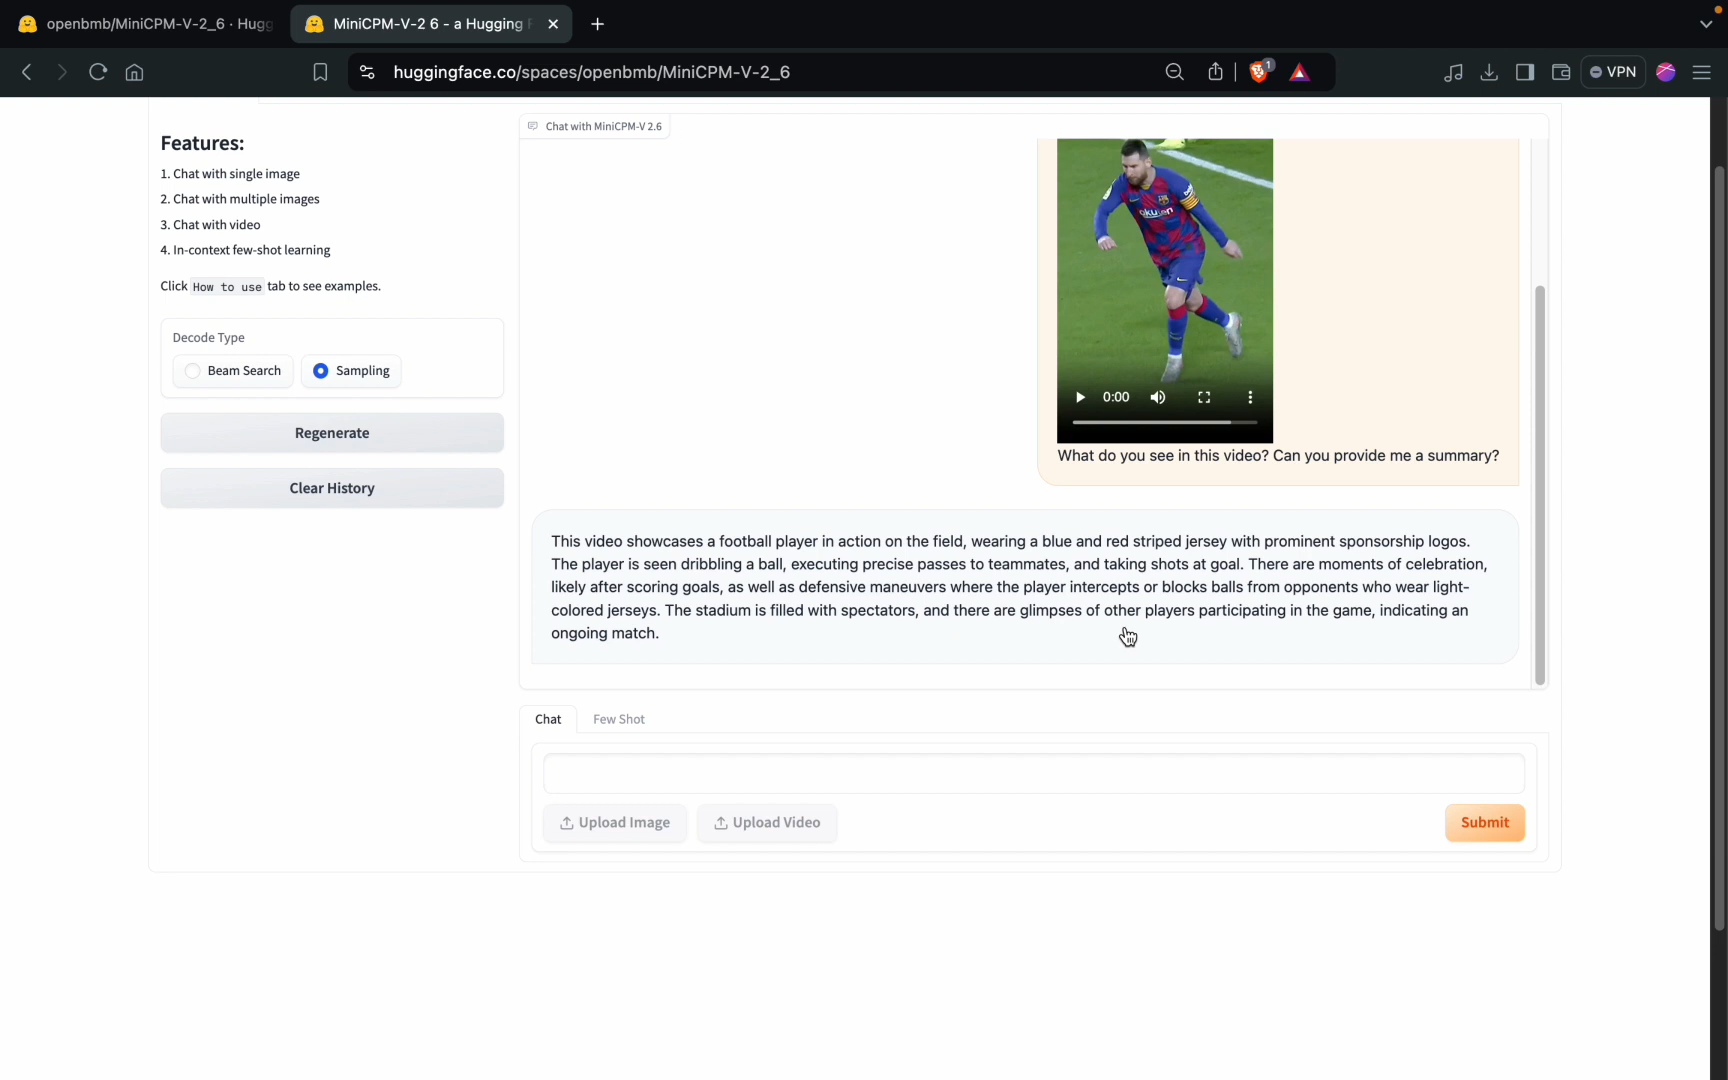 openbmb/MiniCPM-V-2_6 · Hugg
MiniCPM-V-2 6 - a Hugging F
huggingface.co/spaces/openbmb/MiniCPM-V-2_6
1
VPN
Features:
1. Chat with single image
2. Chat with multiple images
3. Chat with video
4. In-context few-shot learning
Click How to use tab to see examples.
Decode Type
Beam Search
Sampling
Regenerate
Clear History
Chat with MiniCPM-V 2.6
0:00
What do you see in this video? Can you provide me a summary?
This video showcases a football player in action on the field, wearing a blue and red striped jersey with prominent sponsorship logos.
The player is seen dribbling a ball, executing precise passes to teammates, and taking shots at goal. There are moments of celebration,
likely after scoring goals, as well as defensive maneuvers where the player intercepts or blocks balls from opponents who wear light-
colored jerseys. The stadium is filled with spectators, and there are glimpses of other players participating in the game, indicating an
ongoing match.
Chat
Few Shot
Upload Image
Upload Video
Submit